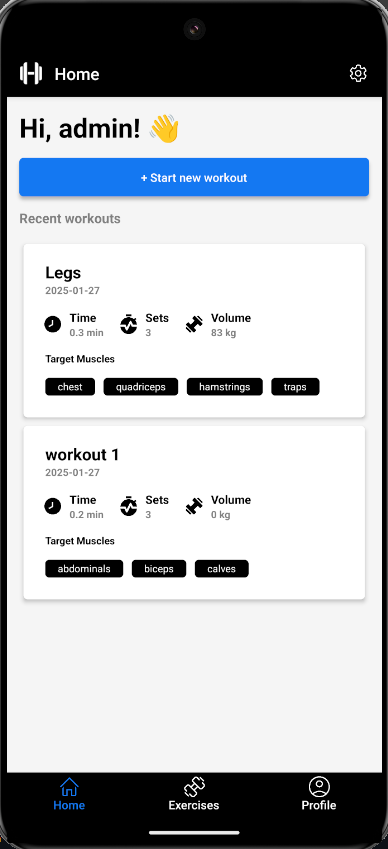 Home
Hi, admin! 👋
+ Start new workout
Recent workouts
Legs
2025-01-27
Time Sets Volume
0.3 min 3 83 kg
Target Muscles
chest quadriceps hamstrings traps
workout 1
2025-01-27
Time Sets Volume
0.2 min 3 0 kg
Target Muscles
abdominals biceps calves
Home Exercises Profile